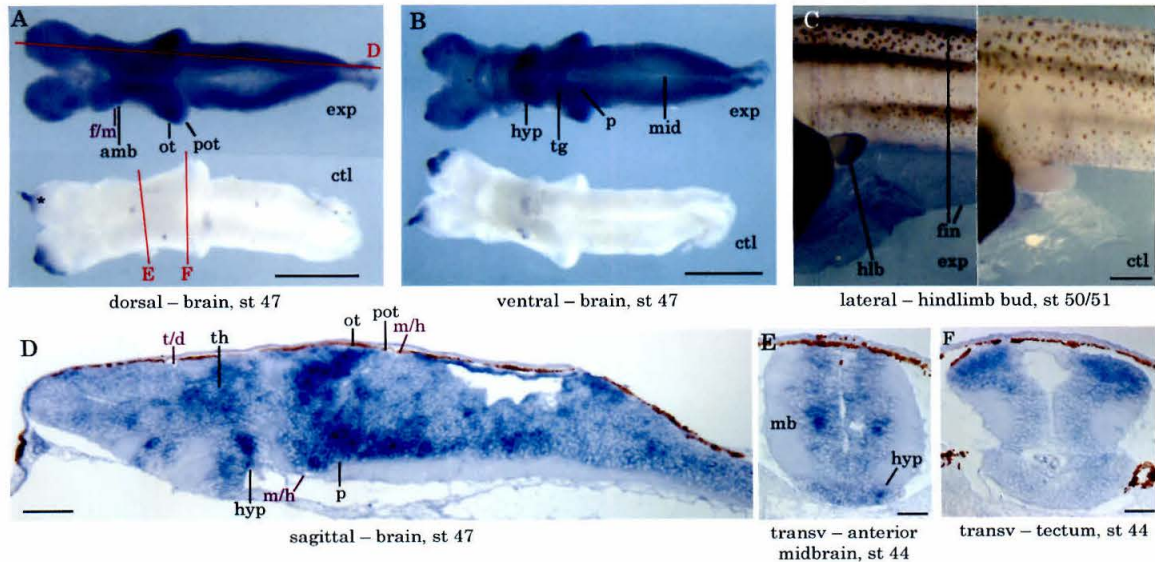 A
D
exp
f/m
amb
ot
pot
ctl
*
E
F
dorsal – brain, st 47
B
exp
hyp
tg
p
mid
ctl
ventral – brain, st 47
C
hlb
fin
exp
ctl
lateral – hindlimb bud, st 50/51
D
t/d
th
ot
pot
m/h
hyp
m/h
p
sagittal – brain, st 47
E
mb
hyp
transv – anterior
midbrain, st 44
F
transv – tectum, st 44